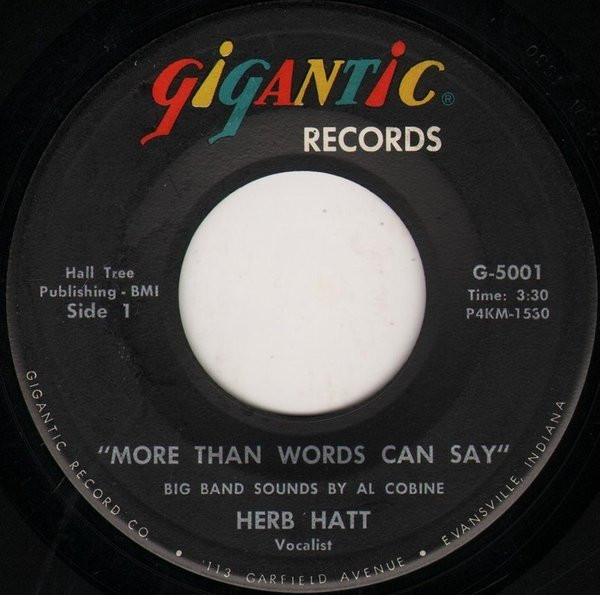 GIGANTIC®
RECORDS
Hall Tree
Publishing - BMI
Side 1
G-5001
Time: 3:30
P4KM-1530
"MORE THAN WORDS CAN SAY"
BIG BAND SOUNDS BY AL COBINE
HERB HATT
Vocalist
GIGANTIC RECORD CO. • 113 GARFIELD AVENUE • EVANSVILLE, INDIANA